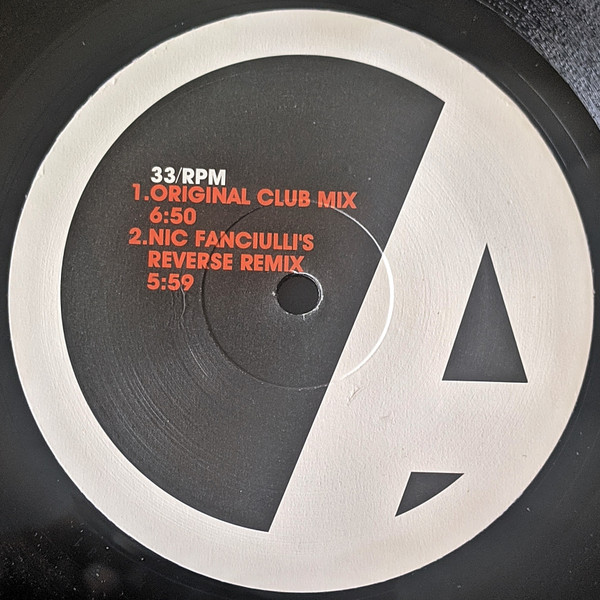 33/RPM
1.ORIGINAL CLUB MIX
6:50
2.NIC FANCIULLI'S
REVERSE REMIX
5:59
A